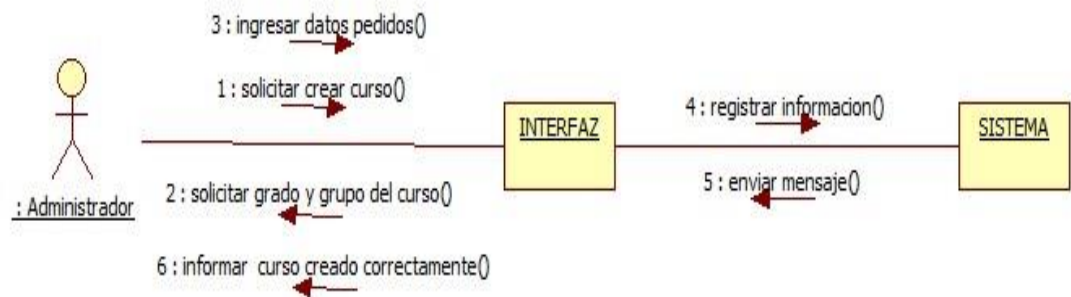 3 : ingresar datos pedidos()
1 : solicitar crear curso()
INTERFAZ
4 : registrar informacion()
SISTEMA
: Administrador
2 : solicitar grado y grupo del curso()
5 : enviar mensaje()
6 : informar curso creado correctamente()